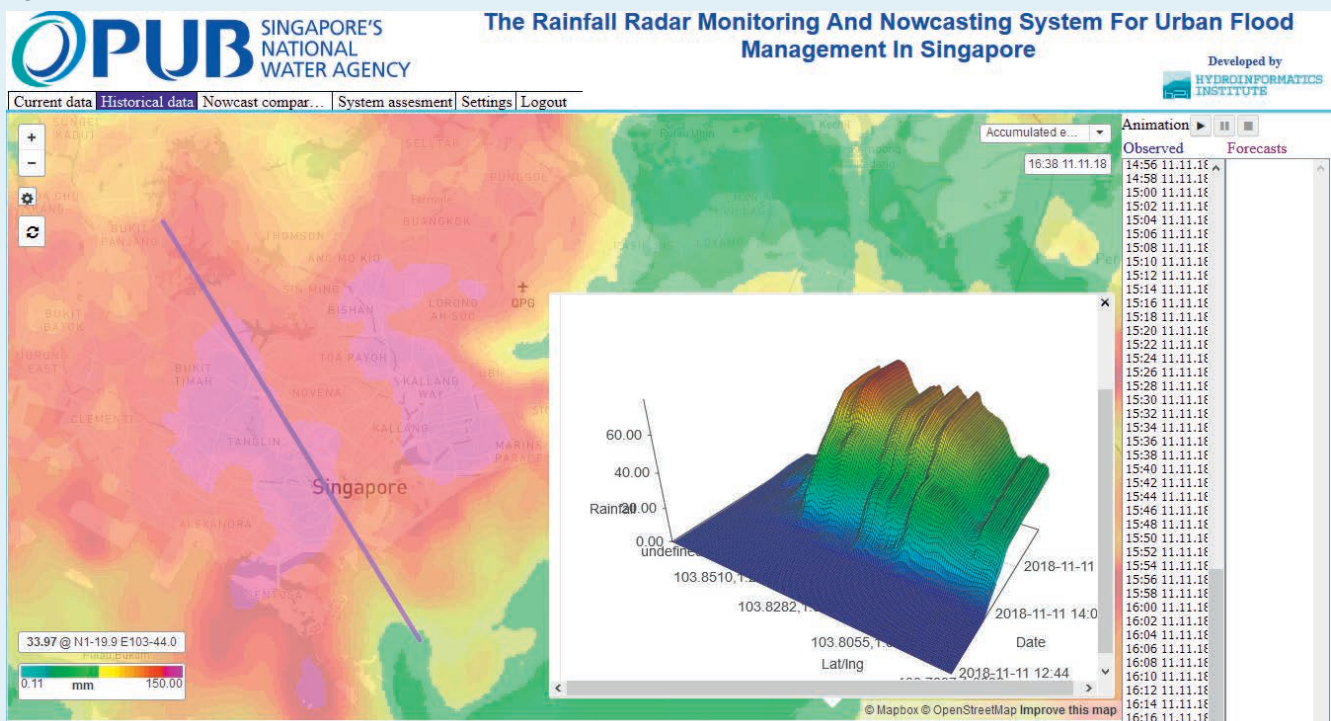 PUB SINGAPORE'S
NATIONAL
WATER AGENCY
The Rainfall Radar Monitoring And Nowcasting System For Urban Flood
Management In Singapore
Developed by
HYDROINFORMATICS
INSTITUTE
Current data Historical data Nowcast compar... System assesment Settings Logout
+
−
Accumulated e...
16:38 11.11.18
SELETAR
PUNGGOL
BUANGKOK
BUKIT
PANJANG
THOMSON
ANG MO KIO
SIN MING
BISHAN
LORONG
AH SOO
QPG
BUKIT
BATOK
TOA PAYOH
BUKIT
TIMAH
KALLANG
WAY
NOVENA
KALLANG
TANGLIN
MARINE
PARADE
Singapore
ALEXANDRA
SENTOSA
33.97 @ N1-19.9 E103-44.0
0.11 mm 150.00
60.00
40.00
Rainfall 20.00
0.00
103.8510,1.
103.8282,1.
103.8055,1.
Lat/lng
2018-11-11
2018-11-11 14:0
Date
2018-11-11 12:44
© Mapbox © OpenStreetMap Improve this map
Animation
Observed Forecasts
14:56 11.11.18
14:58 11.11.18
15:00 11.11.18
15:02 11.11.18
15:04 11.11.18
15:06 11.11.18
15:08 11.11.18
15:10 11.11.18
15:12 11.11.18
15:14 11.11.18
15:16 11.11.18
15:18 11.11.18
15:20 11.11.18
15:22 11.11.18
15:24 11.11.18
15:26 11.11.18
15:28 11.11.18
15:30 11.11.18
15:32 11.11.18
15:34 11.11.18
15:36 11.11.18
15:38 11.11.18
15:40 11.11.18
15:42 11.11.18
15:44 11.11.18
15:46 11.11.18
15:48 11.11.18
15:50 11.11.18
15:52 11.11.18
15:54 11.11.18
15:56 11.11.18
15:58 11.11.18
16:00 11.11.18
16:02 11.11.18
16:04 11.11.18
16:06 11.11.18
16:08 11.11.18
16:10 11.11.18
16:12 11.11.18
16:14 11.11.18
16:16 11.11.18